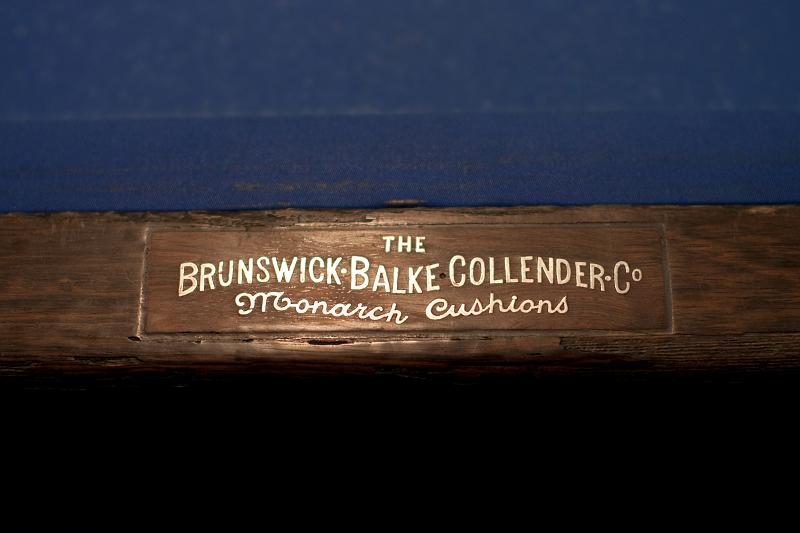 THE
BRUNSWICK·BALKE COLLENDER·Co
Monarch Cushions